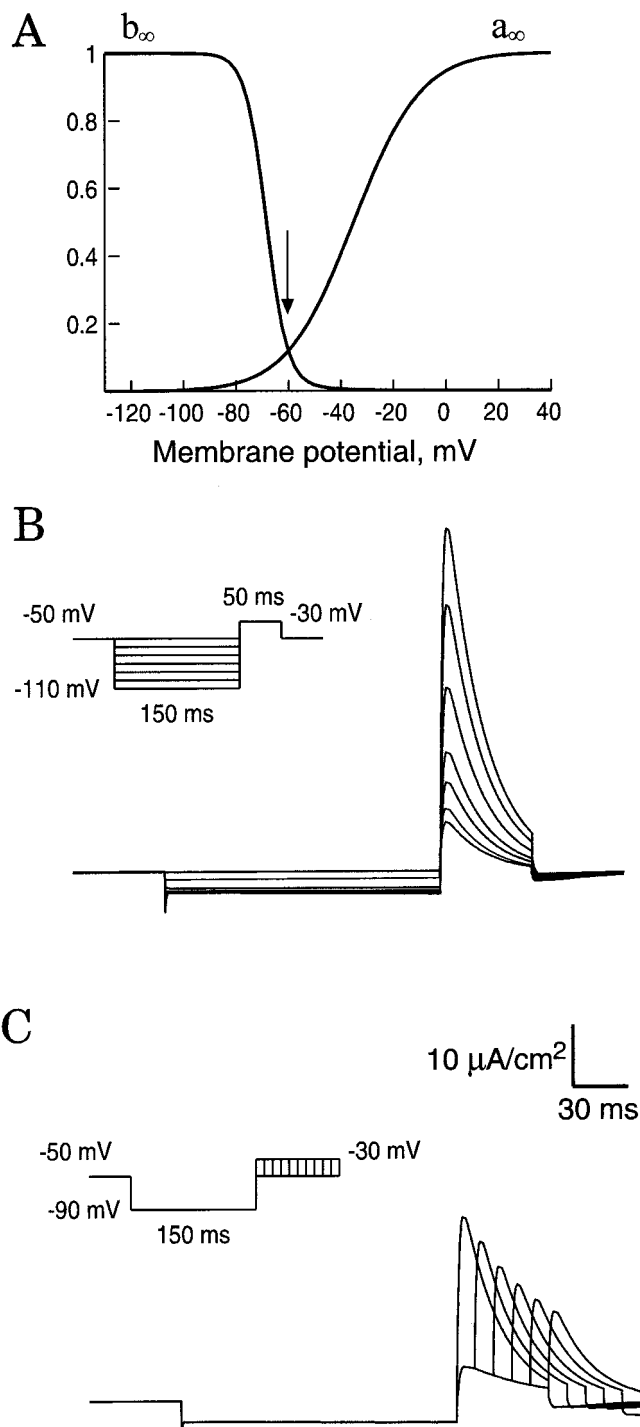 A
b∞ a∞
1
0.8
0.6
0.4
0.2
-120 -100 -80 -60 -40 -20 0 20 40
Membrane potential, mV
B
50 ms
-50 mV -30 mV
-110 mV
150 ms
C
10 μA/cm²
30 ms
-50 mV -30 mV
-90 mV
150 ms